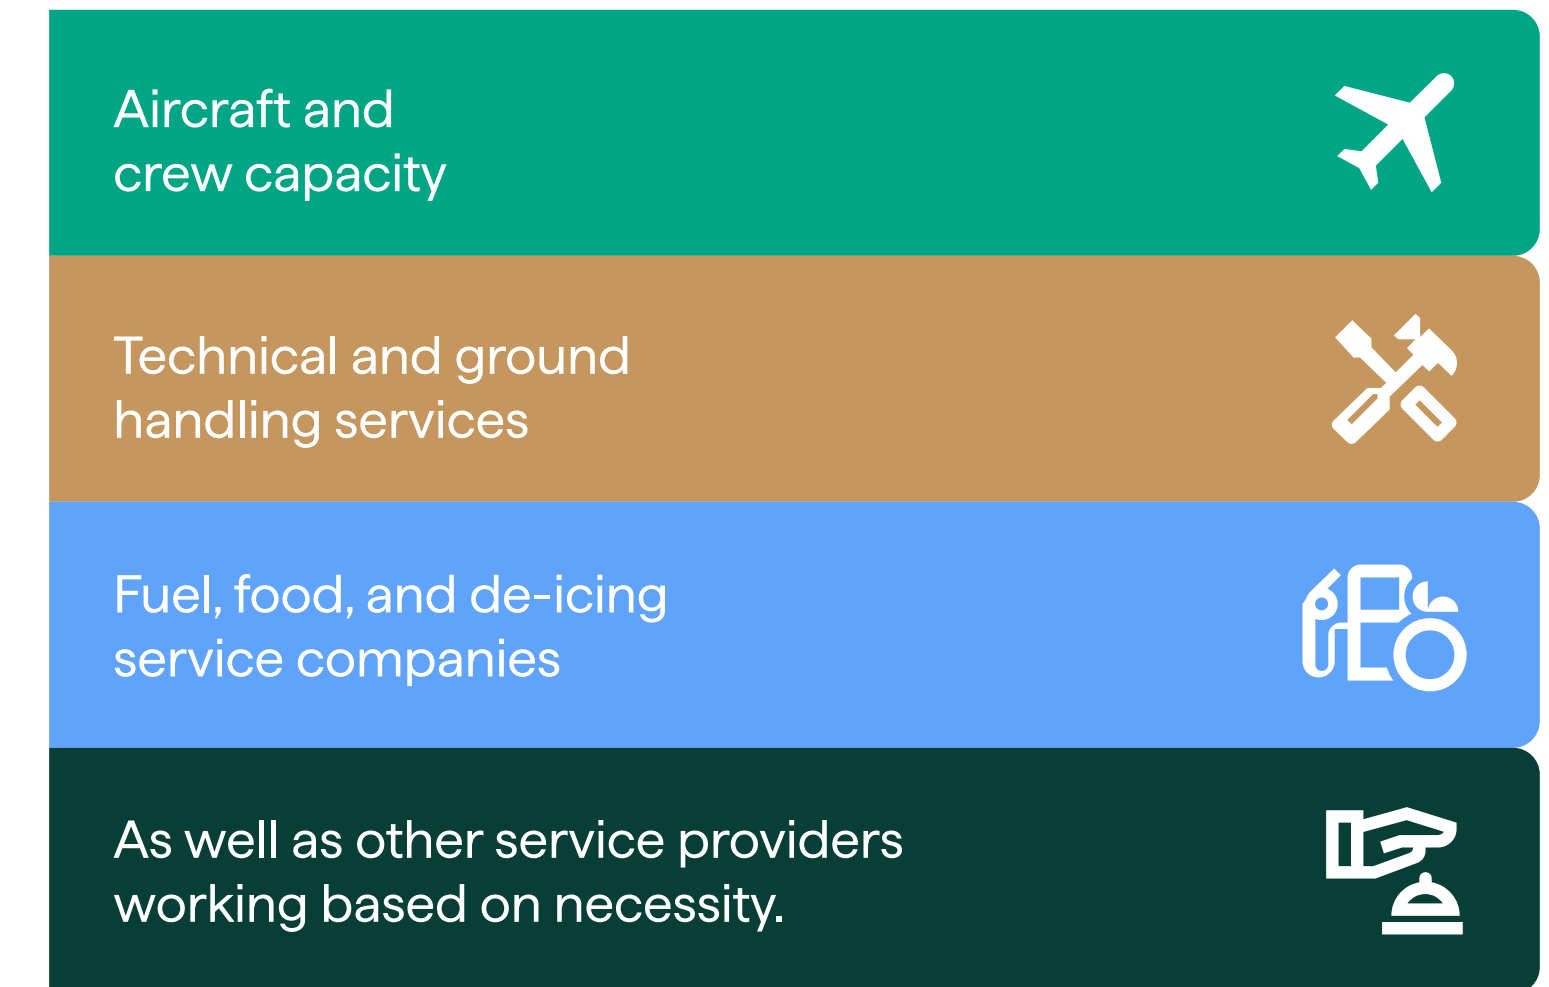 Aircraft and
crew capacity
Technical and ground
handling services
Fuel, food, and de-icing
service companies
As well as other service providers
working based on necessity.